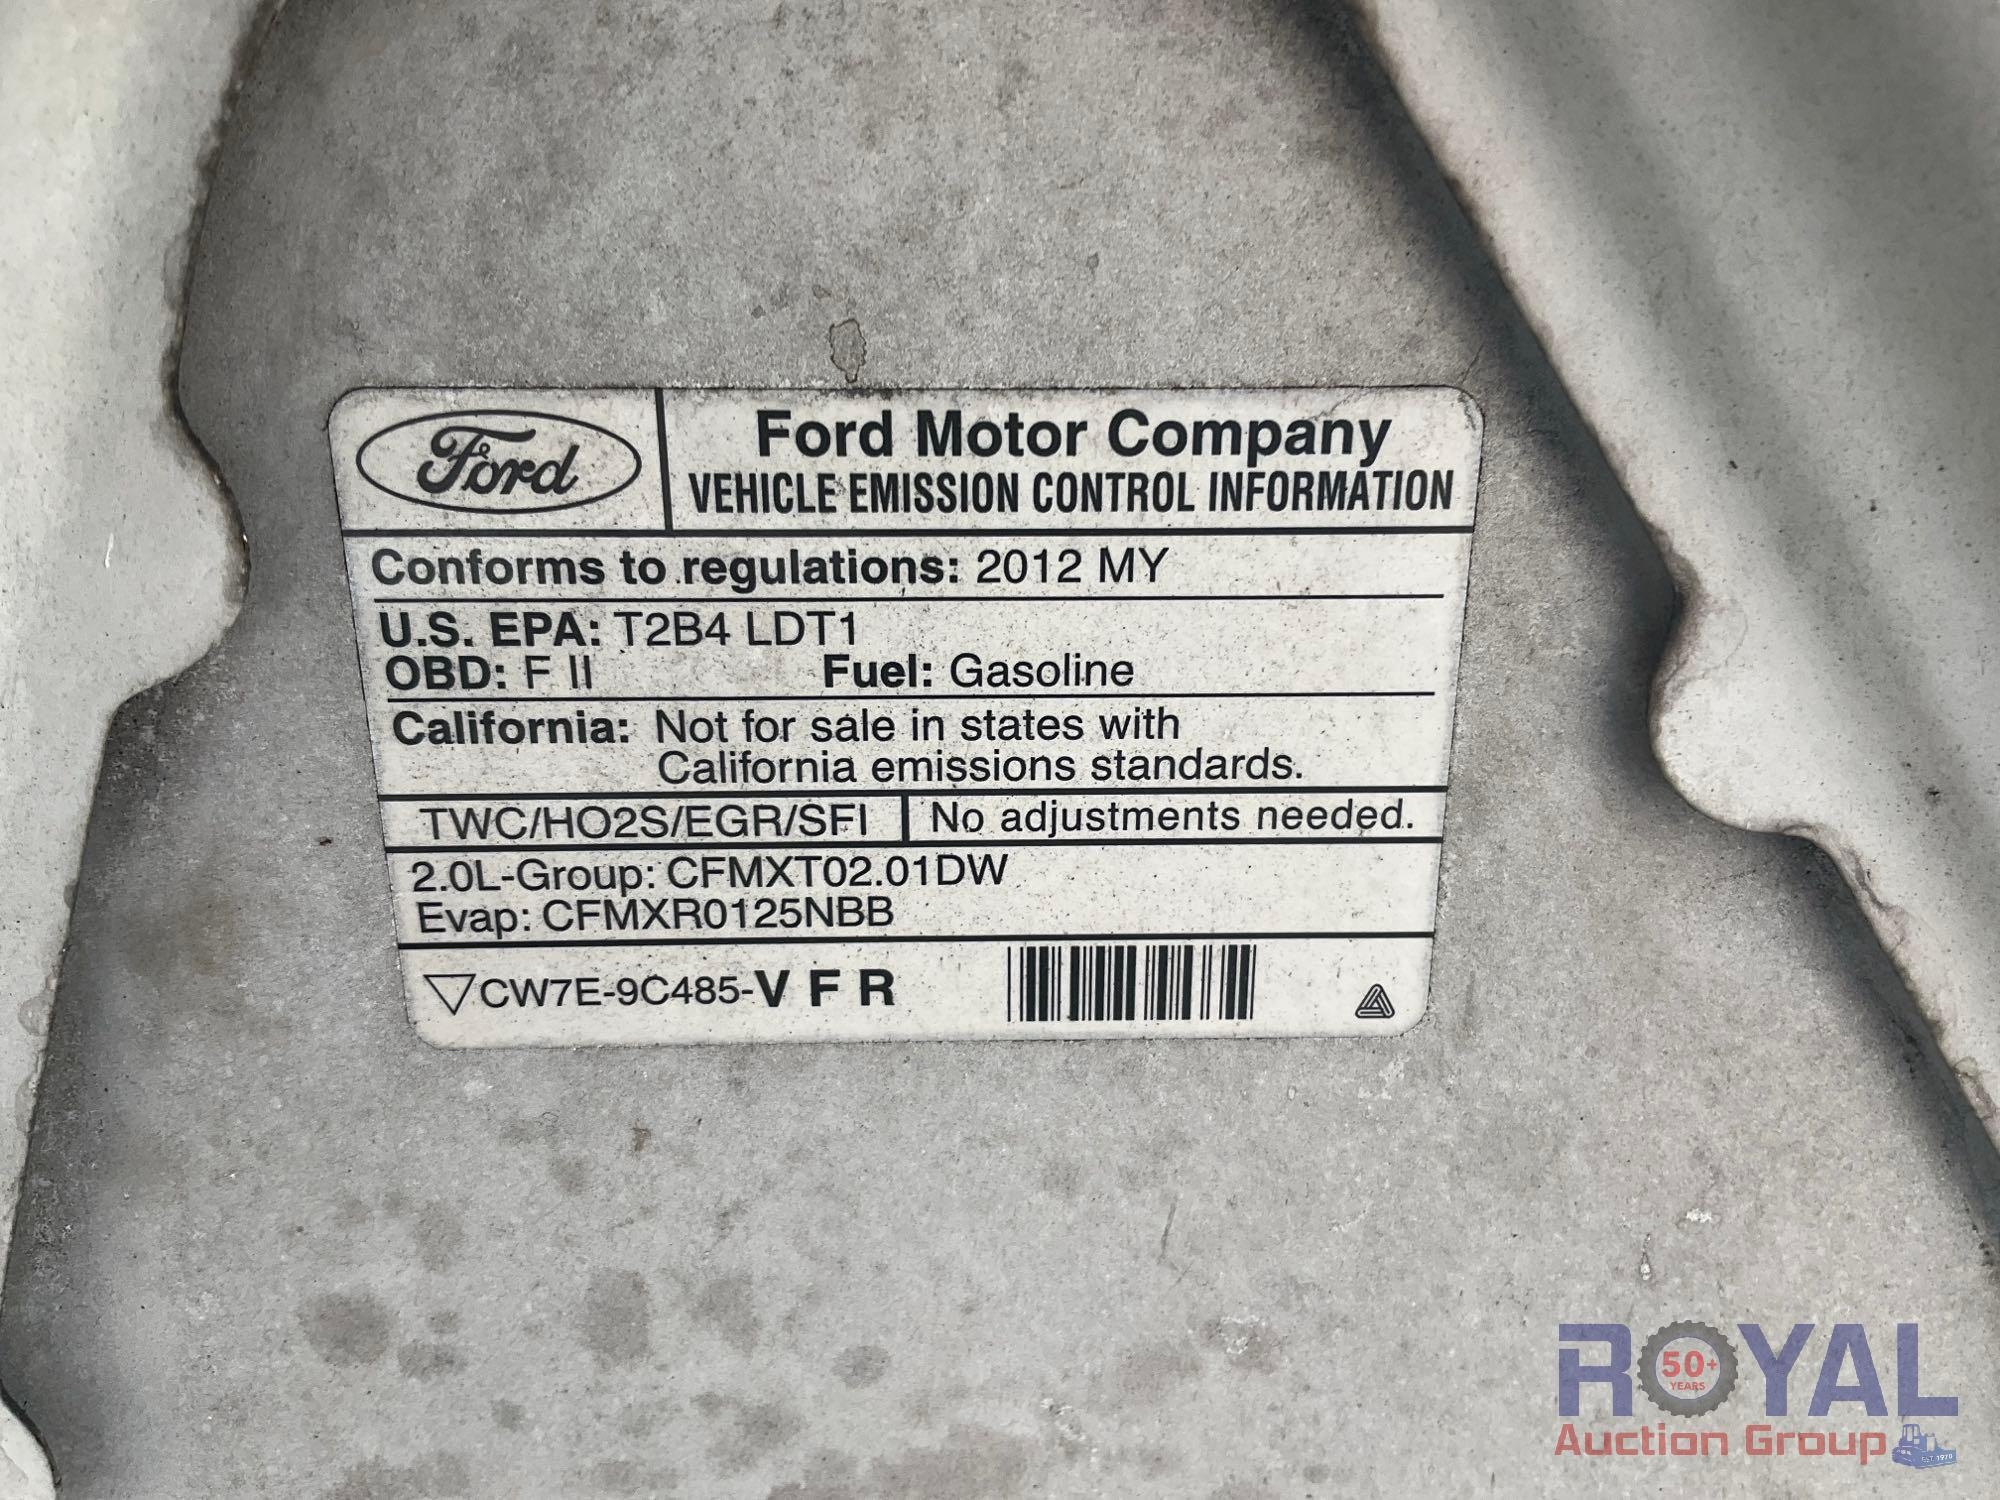 Ford
Ford Motor Company
VEHICLE EMISSION CONTROL INFORMATION
Conforms to regulations: 2012 MY
U.S. EPA: T2B4 LDT1
OBD: F II Fuel: Gasoline
California: Not for sale in states with
California emissions standards.
TWC/HO2S/EGR/SFI No adjustments needed.
2.0L-Group: CFMXT02.01DW
Evap: CFMXR0125NBB
CW7E-9C485-V F R
ROYAL
50+
YEARS
Auction Group
EST 1970